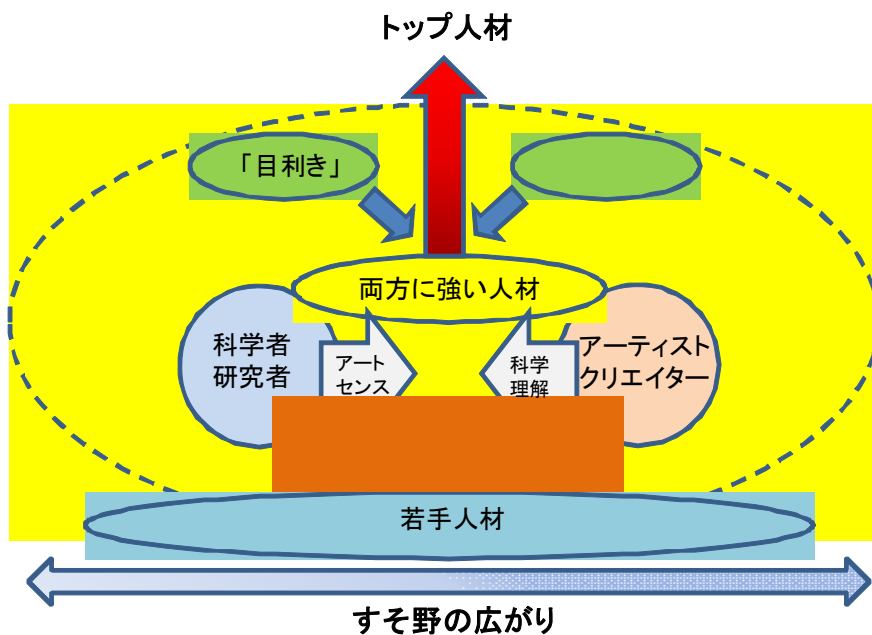 トップ人材
「目利き」
両方に強い人材
科学者
研究者
アート
センス
科学
理解
アーティスト
クリエイター
若手人材
すそ野の広がり